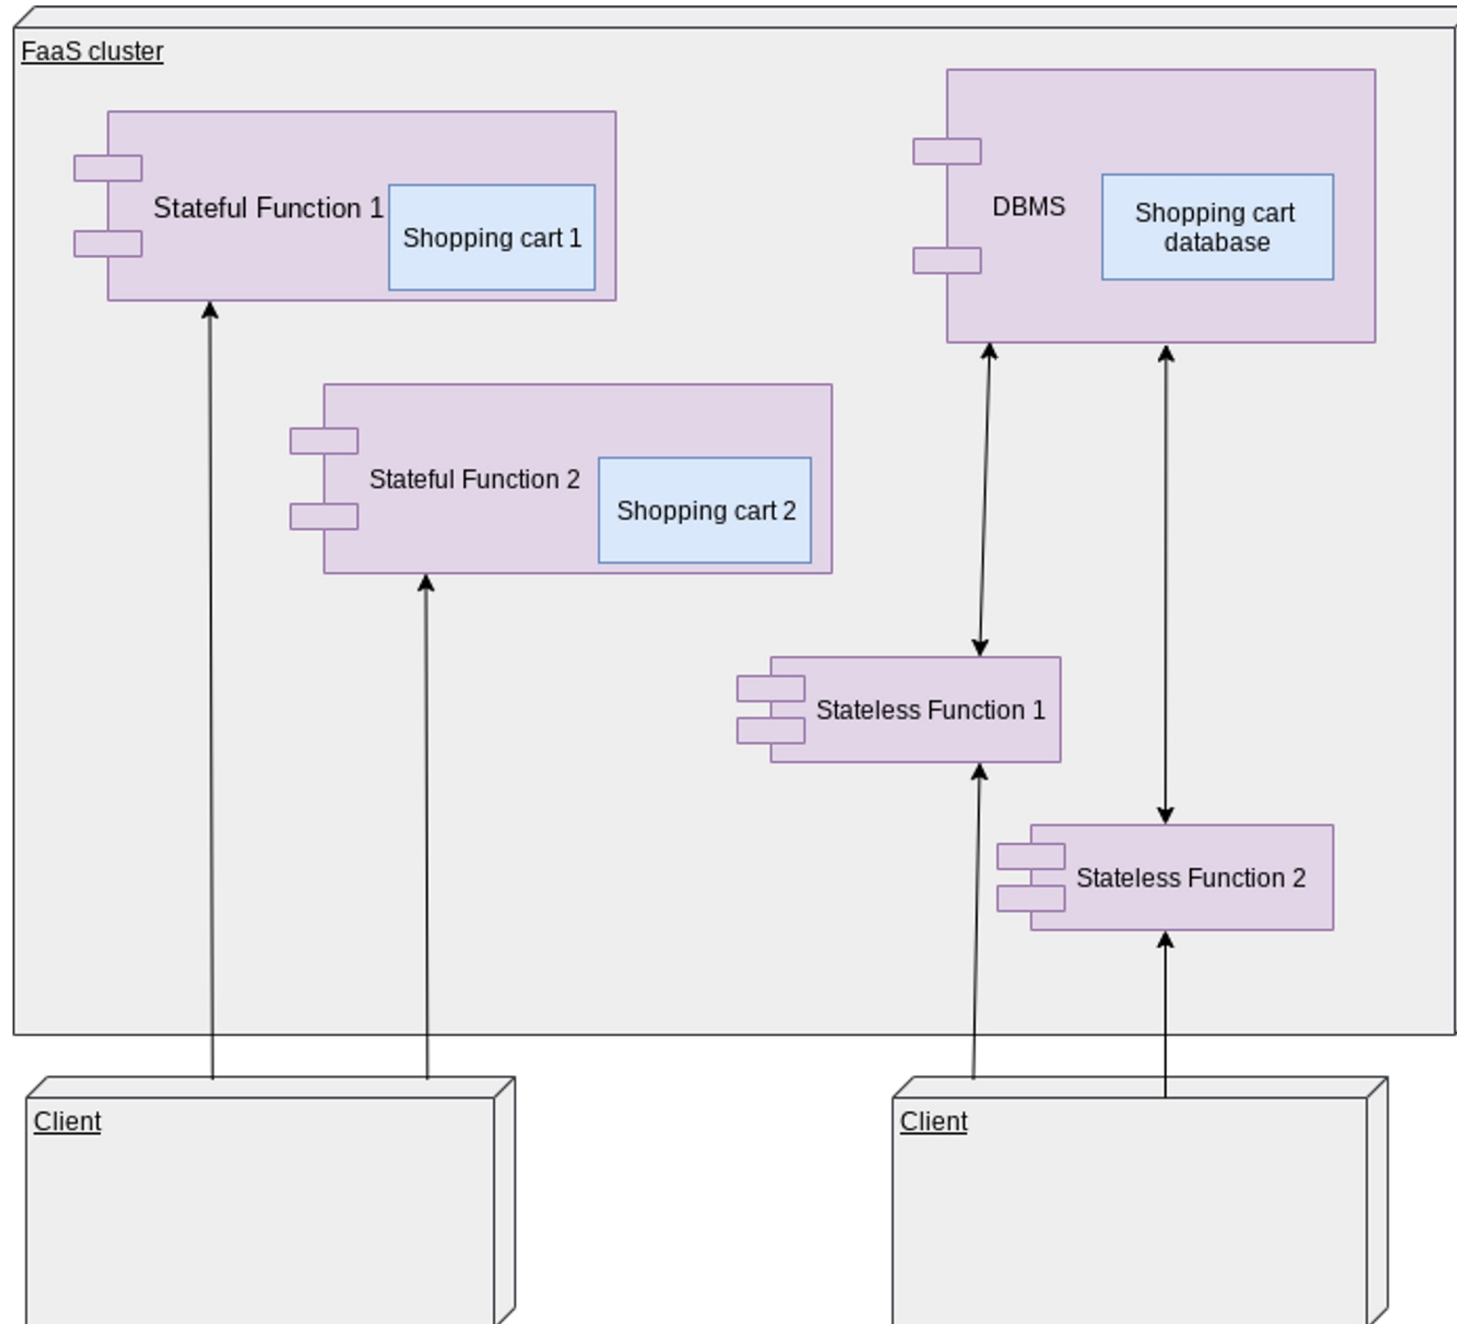 FaaS cluster
Stateful Function 1
Shopping cart 1
DBMS
Shopping cart
database
Stateful Function 2
Shopping cart 2
Stateless Function 1
Stateless Function 2
Client
Client